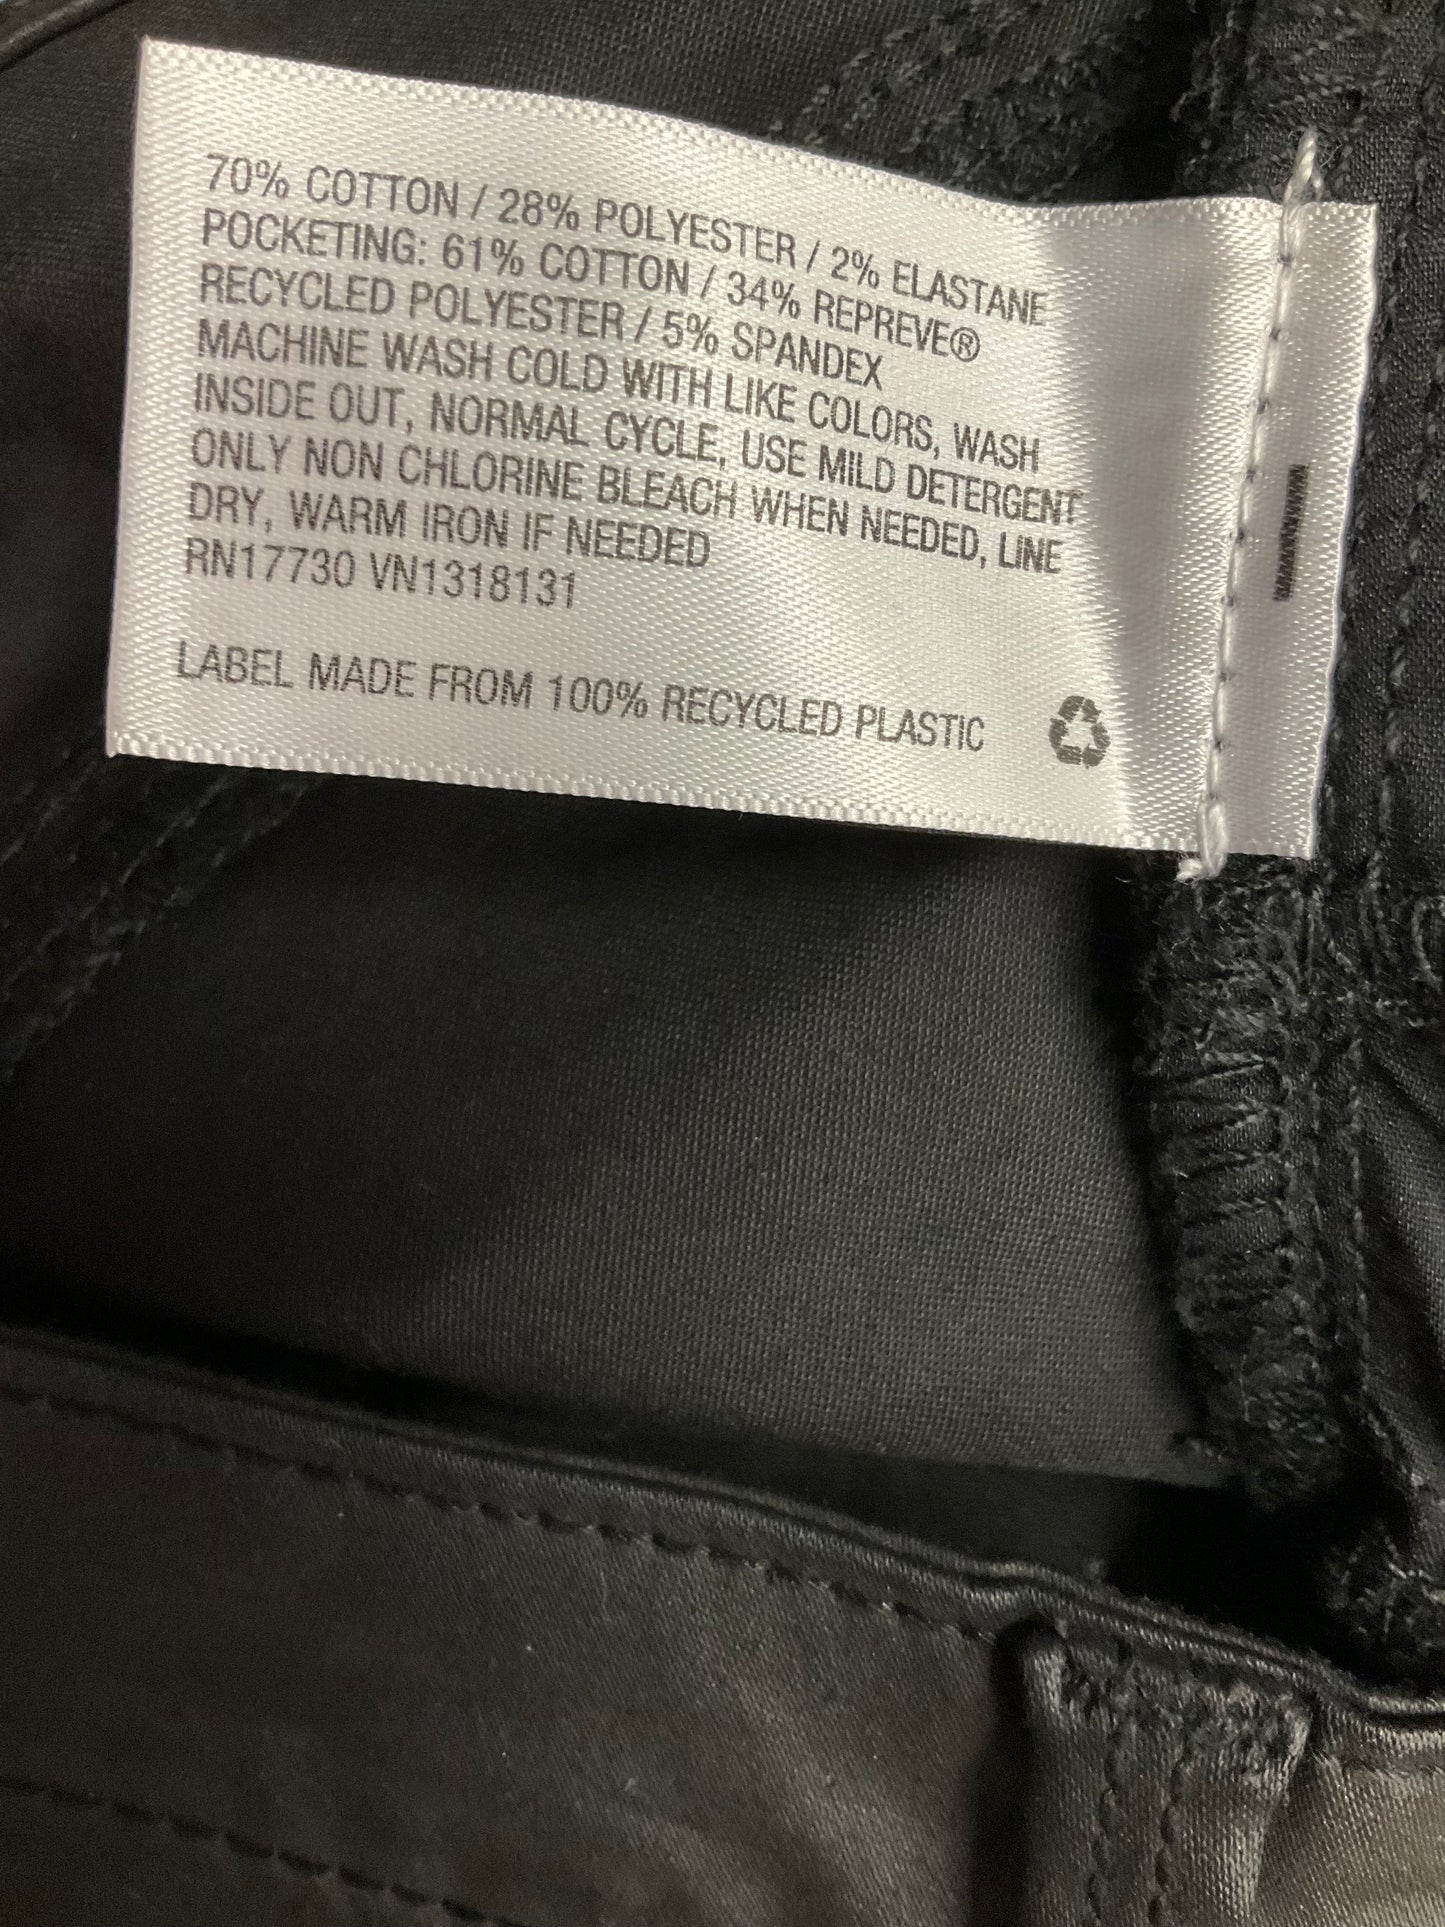 70% COTTON / 28% POLYESTER / 2% ELASTANE
POCKETING: 61% COTTON / 34% REPREVE®
RECYCLED POLYESTER / 5% SPANDEX
MACHINE WASH COLD WITH LIKE COLORS, WASH
INSIDE OUT, NORMAL CYCLE, USE MILD DETERGENT
ONLY NON CHLORINE BLEACH WHEN NEEDED, LINE
DRY, WARM IRON IF NEEDED
RN17730 VN1318131
LABEL MADE FROM 100% RECYCLED PLASTIC